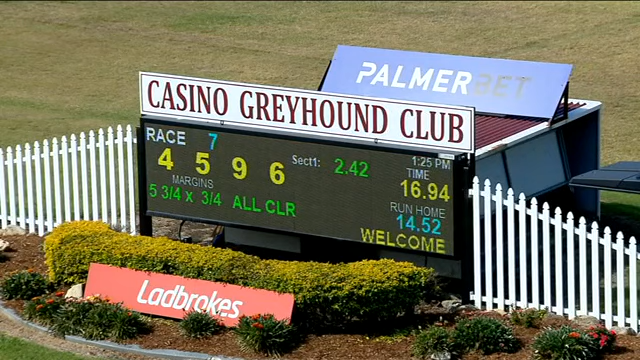 PALMERBET
CASINO GREYHOUND CLUB
RACE 7
4 5 9 6
Sect1: 2.42
1:25 PM
TIME
16.94
MARGINS
5 3/4 x 3/4 ALL CLR
RUN HOME
14.52
WELCOME
Ladbrokes